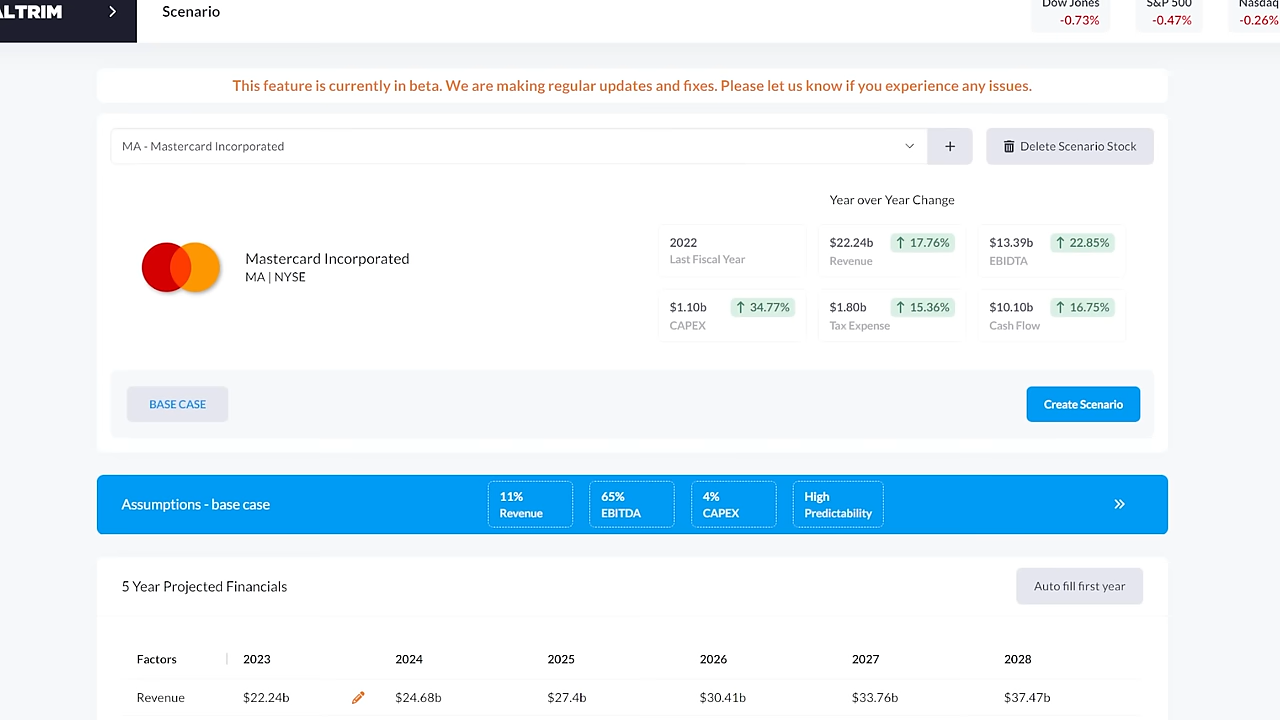 ALTRIM
Scenario
Dow Jones
-0.73%
S&P 500
-0.47%
Nasdaq
-0.26%
This feature is currently in beta. We are making regular updates and fixes. Please let us know if you experience any issues.
MA - Mastercard Incorporated
+
Delete Scenario Stock
Year over Year Change
Mastercard Incorporated
MA | NYSE
2022
Last Fiscal Year
$22.24b ↑ 17.76%
Revenue
$13.39b ↑ 22.85%
EBIDTA
$1.10b ↑ 34.77%
CAPEX
$1.80b ↑ 15.36%
Tax Expense
$10.10b ↑ 16.75%
Cash Flow
BASE CASE
Create Scenario
Assumptions - base case
11%
Revenue
65%
EBITDA
4%
CAPEX
High
Predictability
5 Year Projected Financials
Auto fill first year
Factors 2023 2024 2025 2026 2027 2028
Revenue $22.24b $24.68b $27.4b $30.41b $33.76b $37.47b